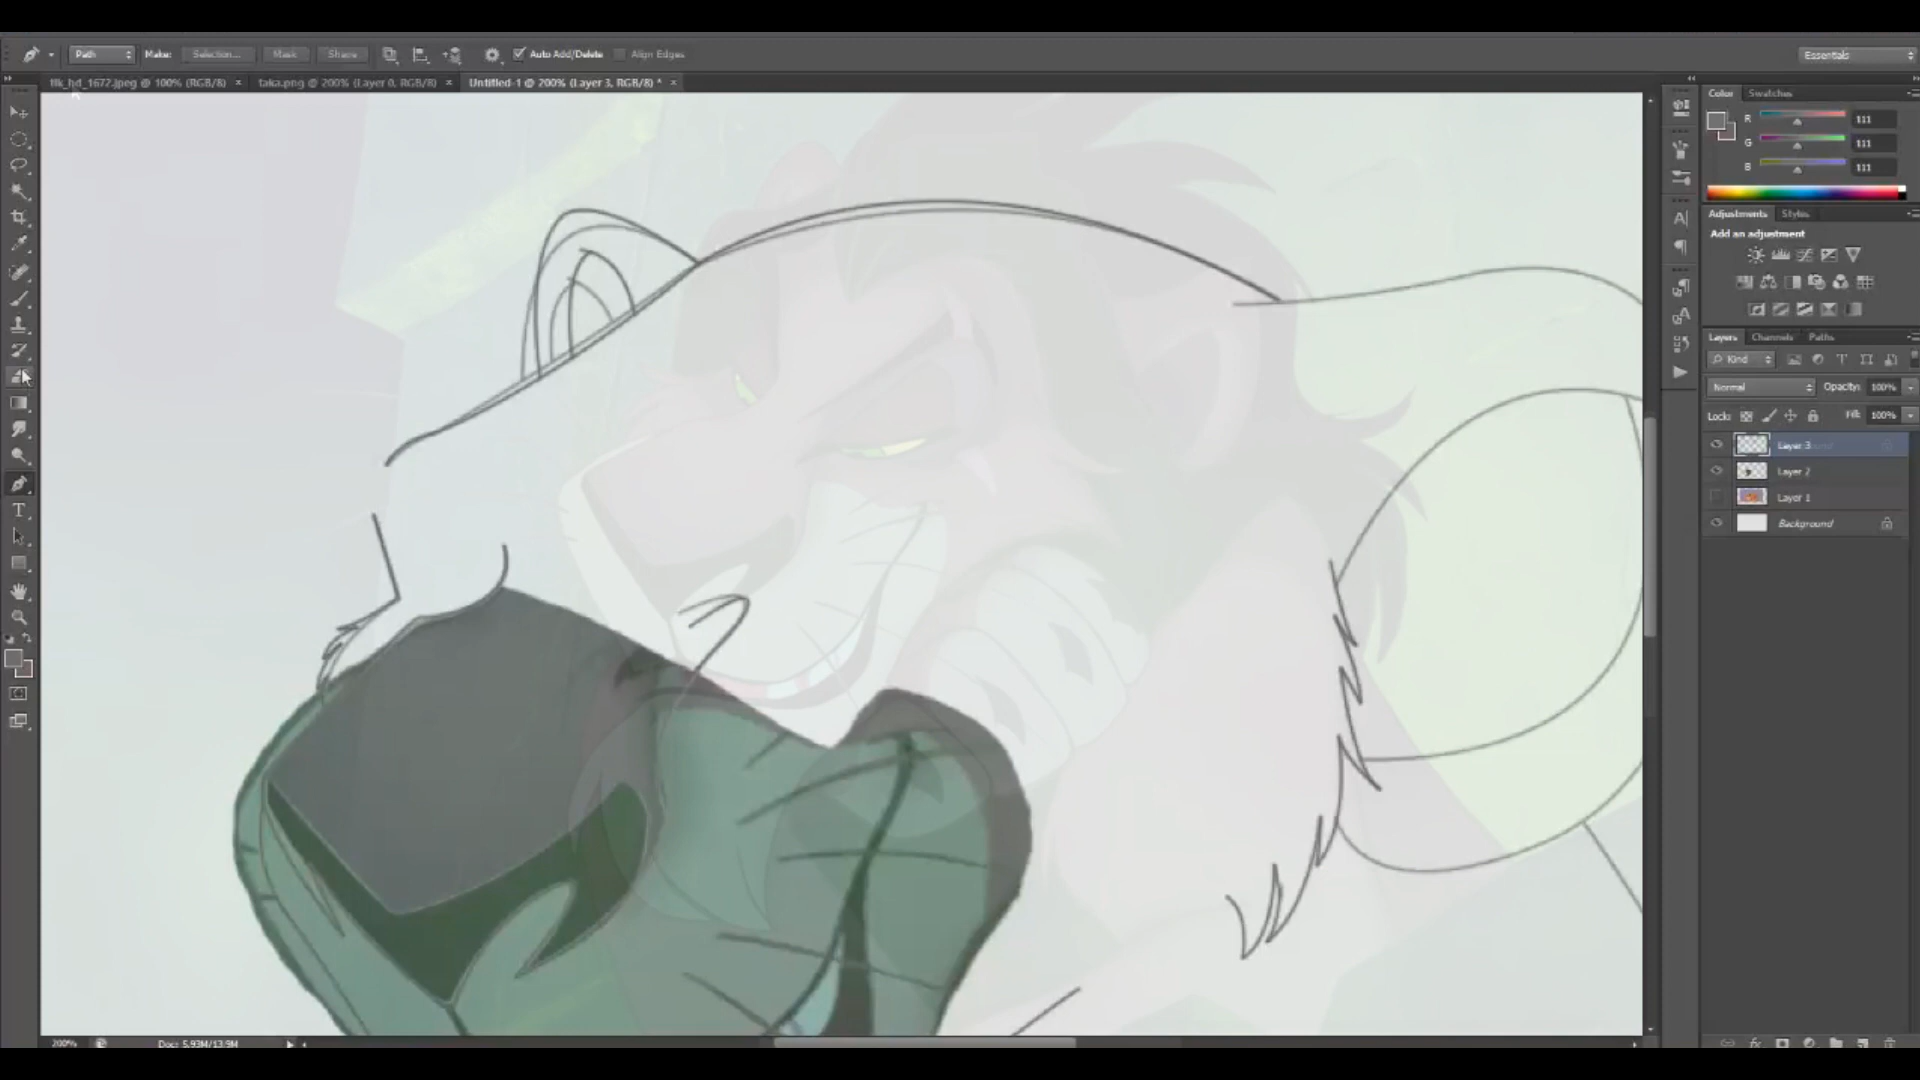 Path Make: Selection... Mask Shape Auto Add/Delete Align Edges Essentials
tlk_hd_1672.jpeg @ 100% (RGB/8) × taka.png @ 200% (Layer 0, RGB/8) × Untitled-1 @ 200% (Layer 3, RGB/8) * ×
Color Swatches
R 111
G 111
B 111
Adjustments Styles
Add an adjustment
Layers Channels Paths
Kind
Normal Opacity: 100%
Lock: Fill: 100%
Layer 3
Layer 2
Layer 1
Background
200% Doc: 5.93M/13.9M